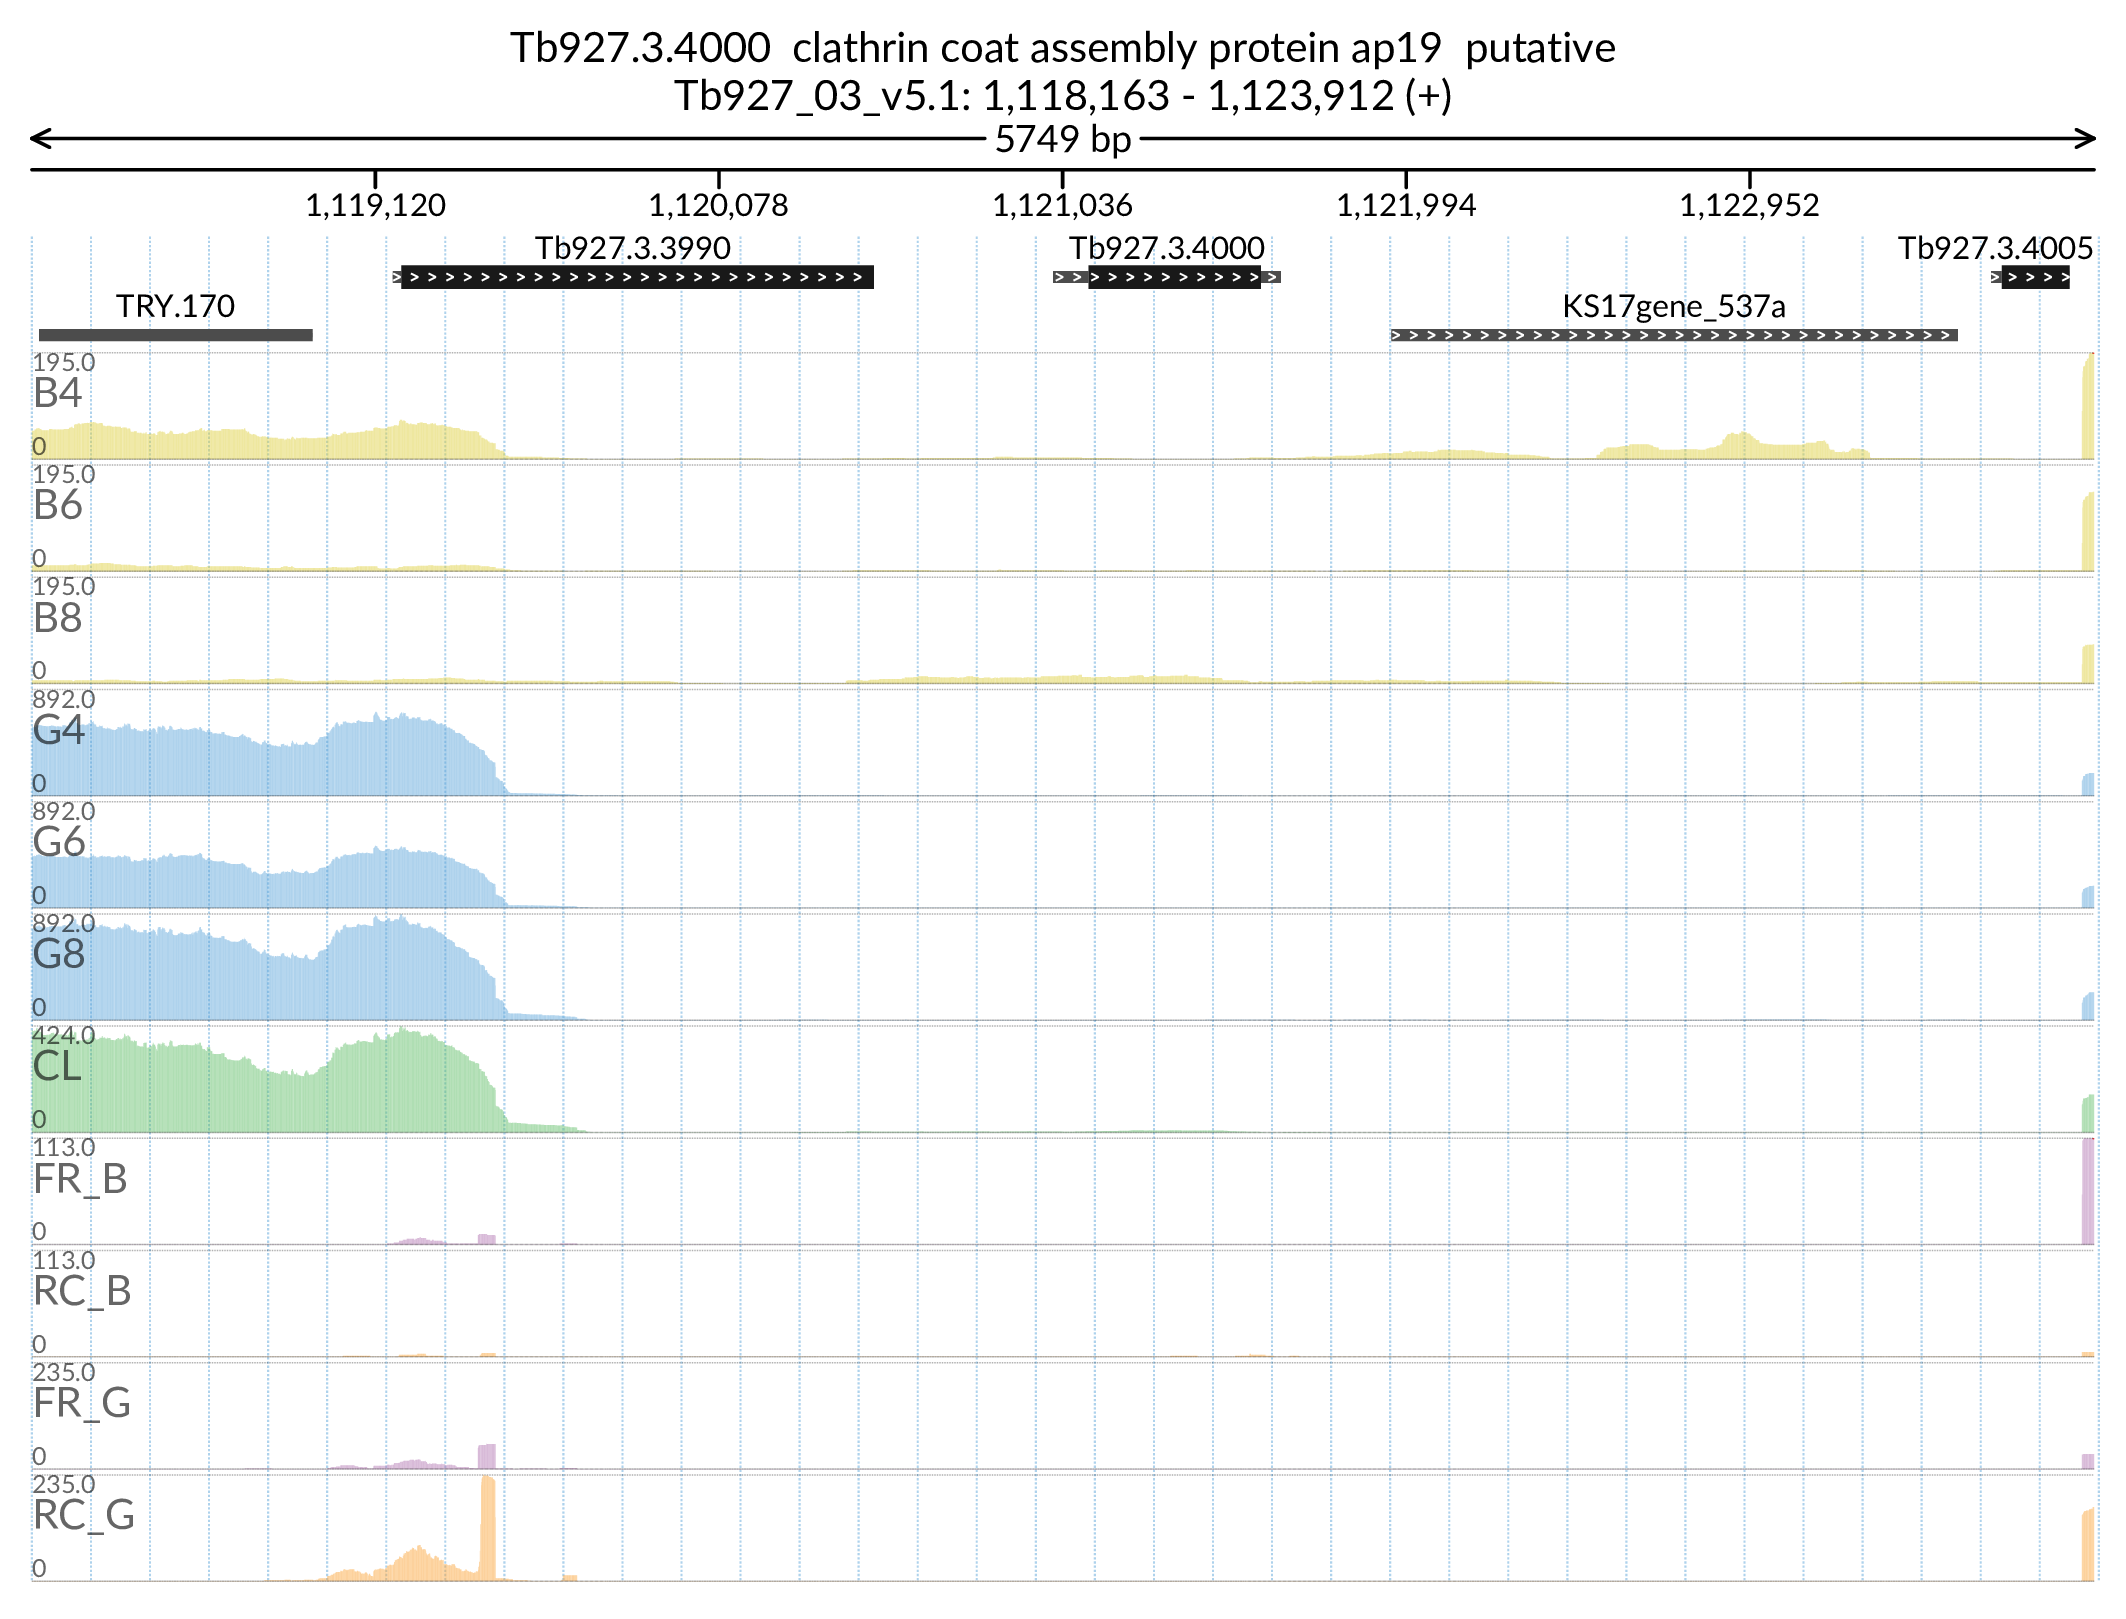 Tb927.3.4000  clathrin coat assembly protein ap19  putative
Tb927_03_v5.1: 1,118,163 - 1,123,912 (+)
5749 bp
1,119,120 1,120,078 1,121,036 1,121,994 1,122,952
Tb927.3.3990 Tb927.3.4000 Tb927.3.4005
TRY.170 KS17gene_537a
195.0
B4
0
195.0
B6
0
195.0
B8
0
892.0
G4
0
892.0
G6
0
892.0
G8
0
424.0
CL
0
113.0
FR_B
0
113.0
RC_B
0
235.0
FR_G
0
235.0
RC_G
0